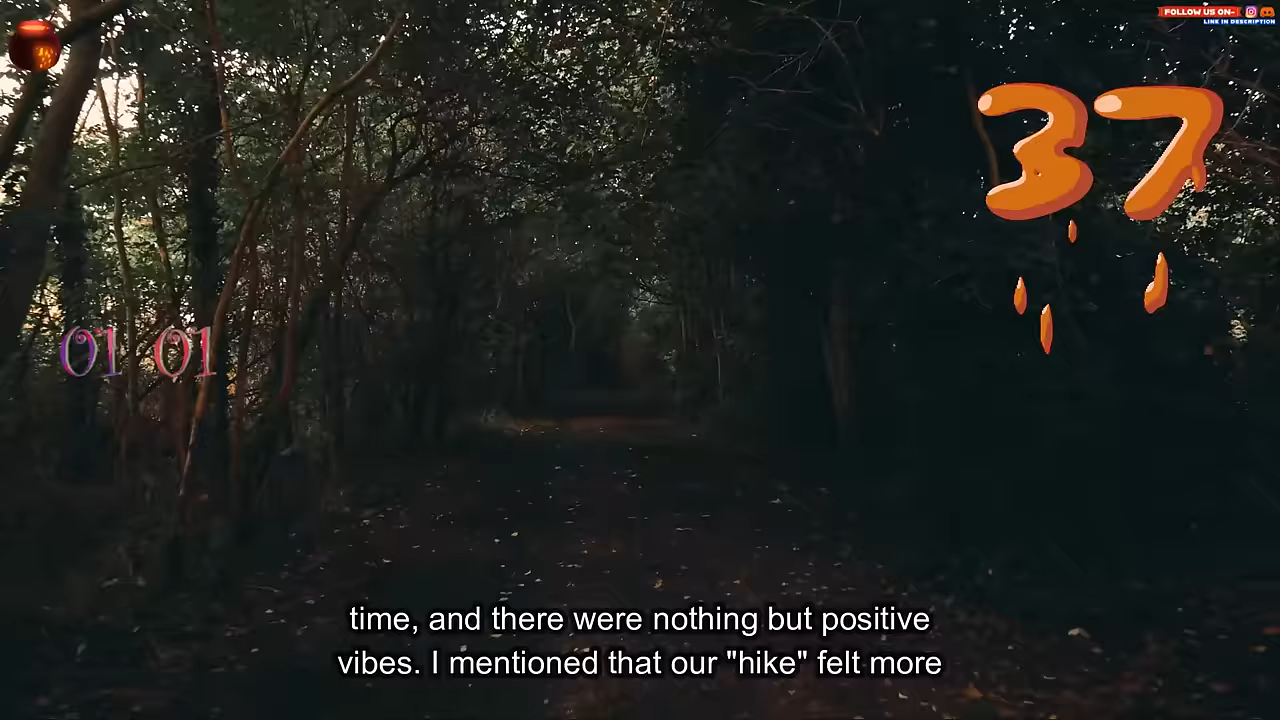 FOLLOW US ON-
LINK IN DESCRIPTION
37
01 01
time, and there were nothing but positive
vibes. I mentioned that our "hike" felt more